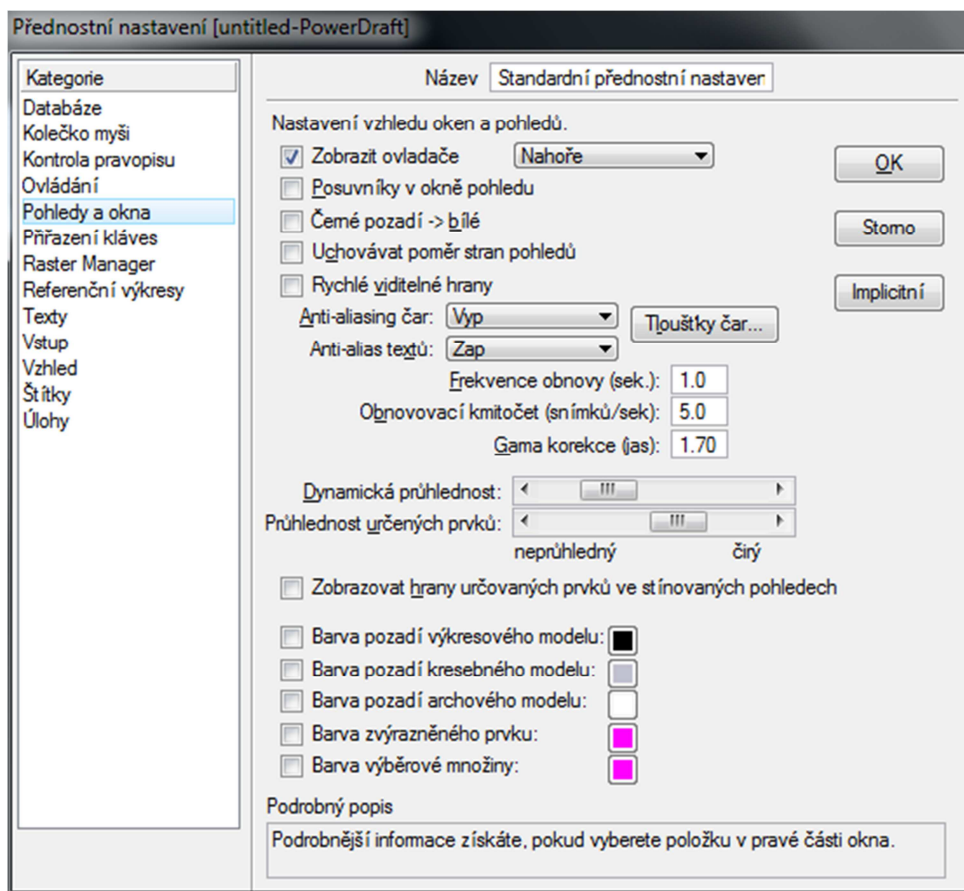 Přednostní nastavení [untitled-PowerDraft]
Kategorie
Databáze
Kolečko myši
Kontrola pravopisu
Ovládání
Pohledy a okna
Přiřazení kláves
Raster Manager
Referenční výkresy
Texty
Vstup
Vzhled
Štítky
Úlohy
Název Standardní přednostní nastaven
Nastavení vzhledu oken a pohledů.
Zobrazit ovladače Nahoře
Posuvníky v okně pohledu
Černé pozadí -> bílé
Uchovávat poměr stran pohledů
Rychlé viditelné hrany
Anti-aliasing čar: Vyp Tloušťky čar...
Anti-alias textů: Zap
Frekvence obnovy (sek.): 1.0
Obnovovací kmitočet (snímků/sek): 5.0
Gama korekce (jas): 1.70
Dynamická průhlednost:
Průhlednost určených prvků:
neprůhledný čirý
Zobrazovat hrany určovaných prvků ve stínovaných pohledech
Barva pozadí výkresového modelu:
Barva pozadí kresebného modelu:
Barva pozadí archového modelu:
Barva zvýrazněného prvku:
Barva výběrové množiny:
Podrobný popis
Podrobnější informace získáte, pokud vyberete položku v pravé části okna.
OK
Storno
Implicitní